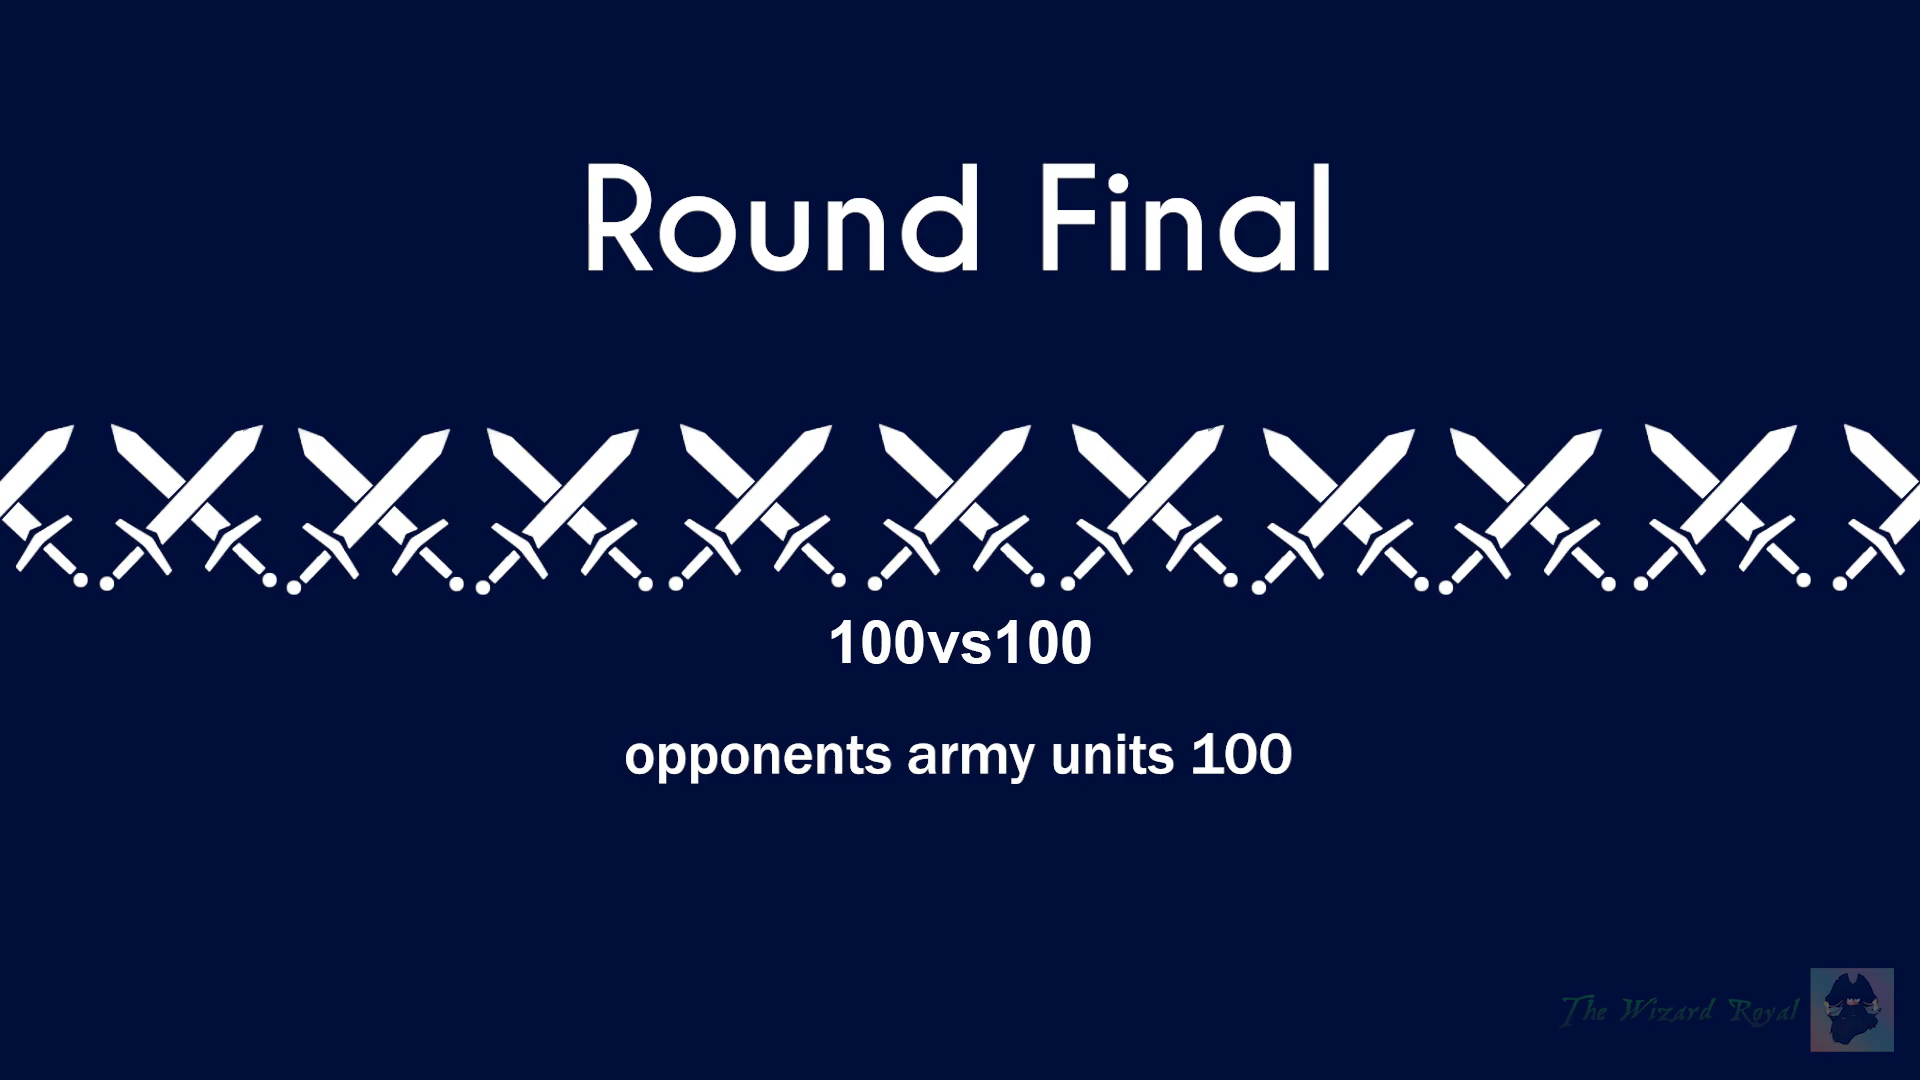 Round Final
100vs100
opponents army units 100
The Wizard Royal